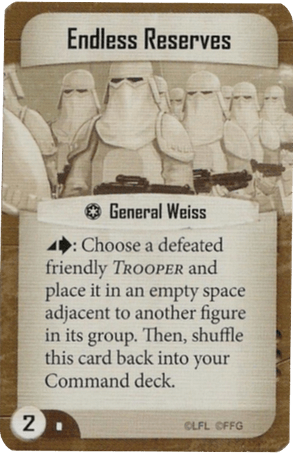 Endless Reserves
General Weiss
: Choose a defeated
friendly TROOPER and
place it in an empty space
adjacent to another figure
in its group. Then, shuffle
this card back into your
Command deck.
2
©LFL ©FFG